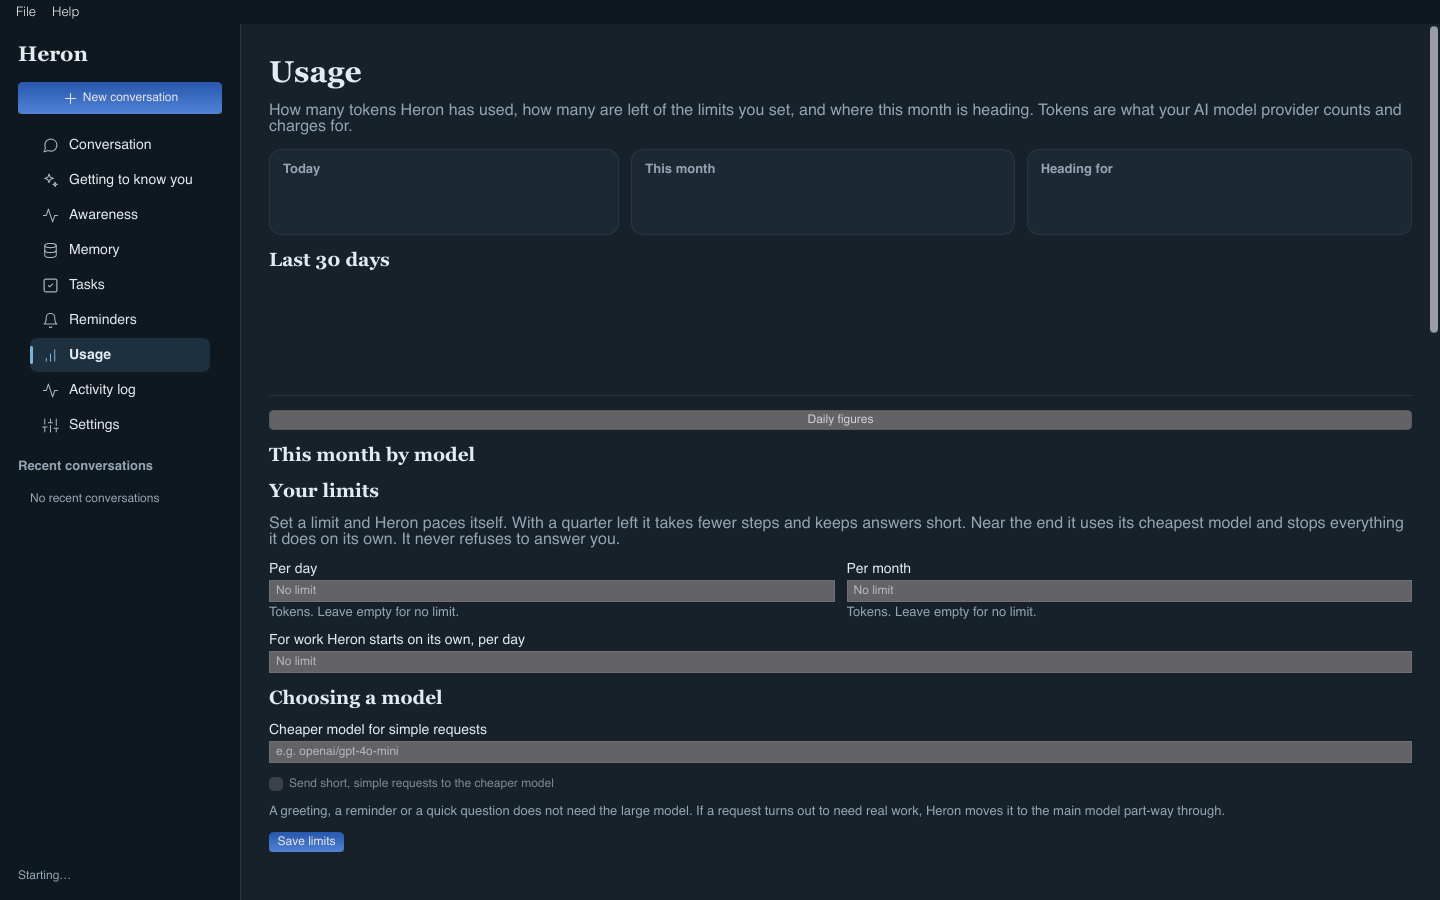 File Help
Heron
New conversation
Conversation
Getting to know you
Awareness
Memory
Tasks
Reminders
Usage
Activity log
Settings
Recent conversations
No recent conversations
Starting…
Usage
How many tokens Heron has used, how many are left of the limits you set, and where this month is heading. Tokens are what your AI model provider counts and
charges for.
Today
This month
Heading for
Last 30 days
Daily figures
This month by model
Your limits
Set a limit and Heron paces itself. With a quarter left it takes fewer steps and keeps answers short. Near the end it uses its cheapest model and stops everything
it does on its own. It never refuses to answer you.
Per day
No limit
Tokens. Leave empty for no limit.
Per month
No limit
Tokens. Leave empty for no limit.
For work Heron starts on its own, per day
No limit
Choosing a model
Cheaper model for simple requests
e.g. openai/gpt-4o-mini
Send short, simple requests to the cheaper model
A greeting, a reminder or a quick question does not need the large model. If a request turns out to need real work, Heron moves it to the main model part-way through.
Save limits